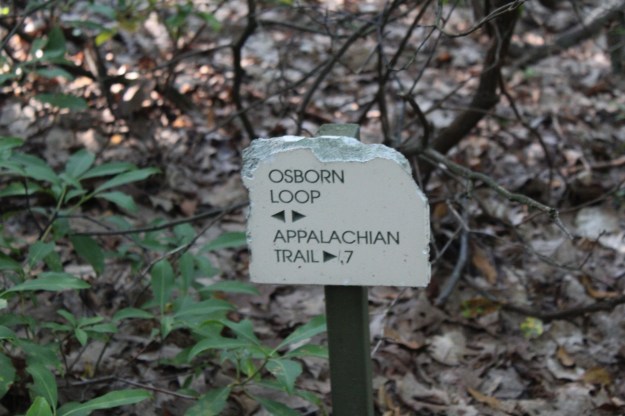 OSBORN
LOOP
◀ ▶
APPALACHIAN
TRAIL ▶ .7